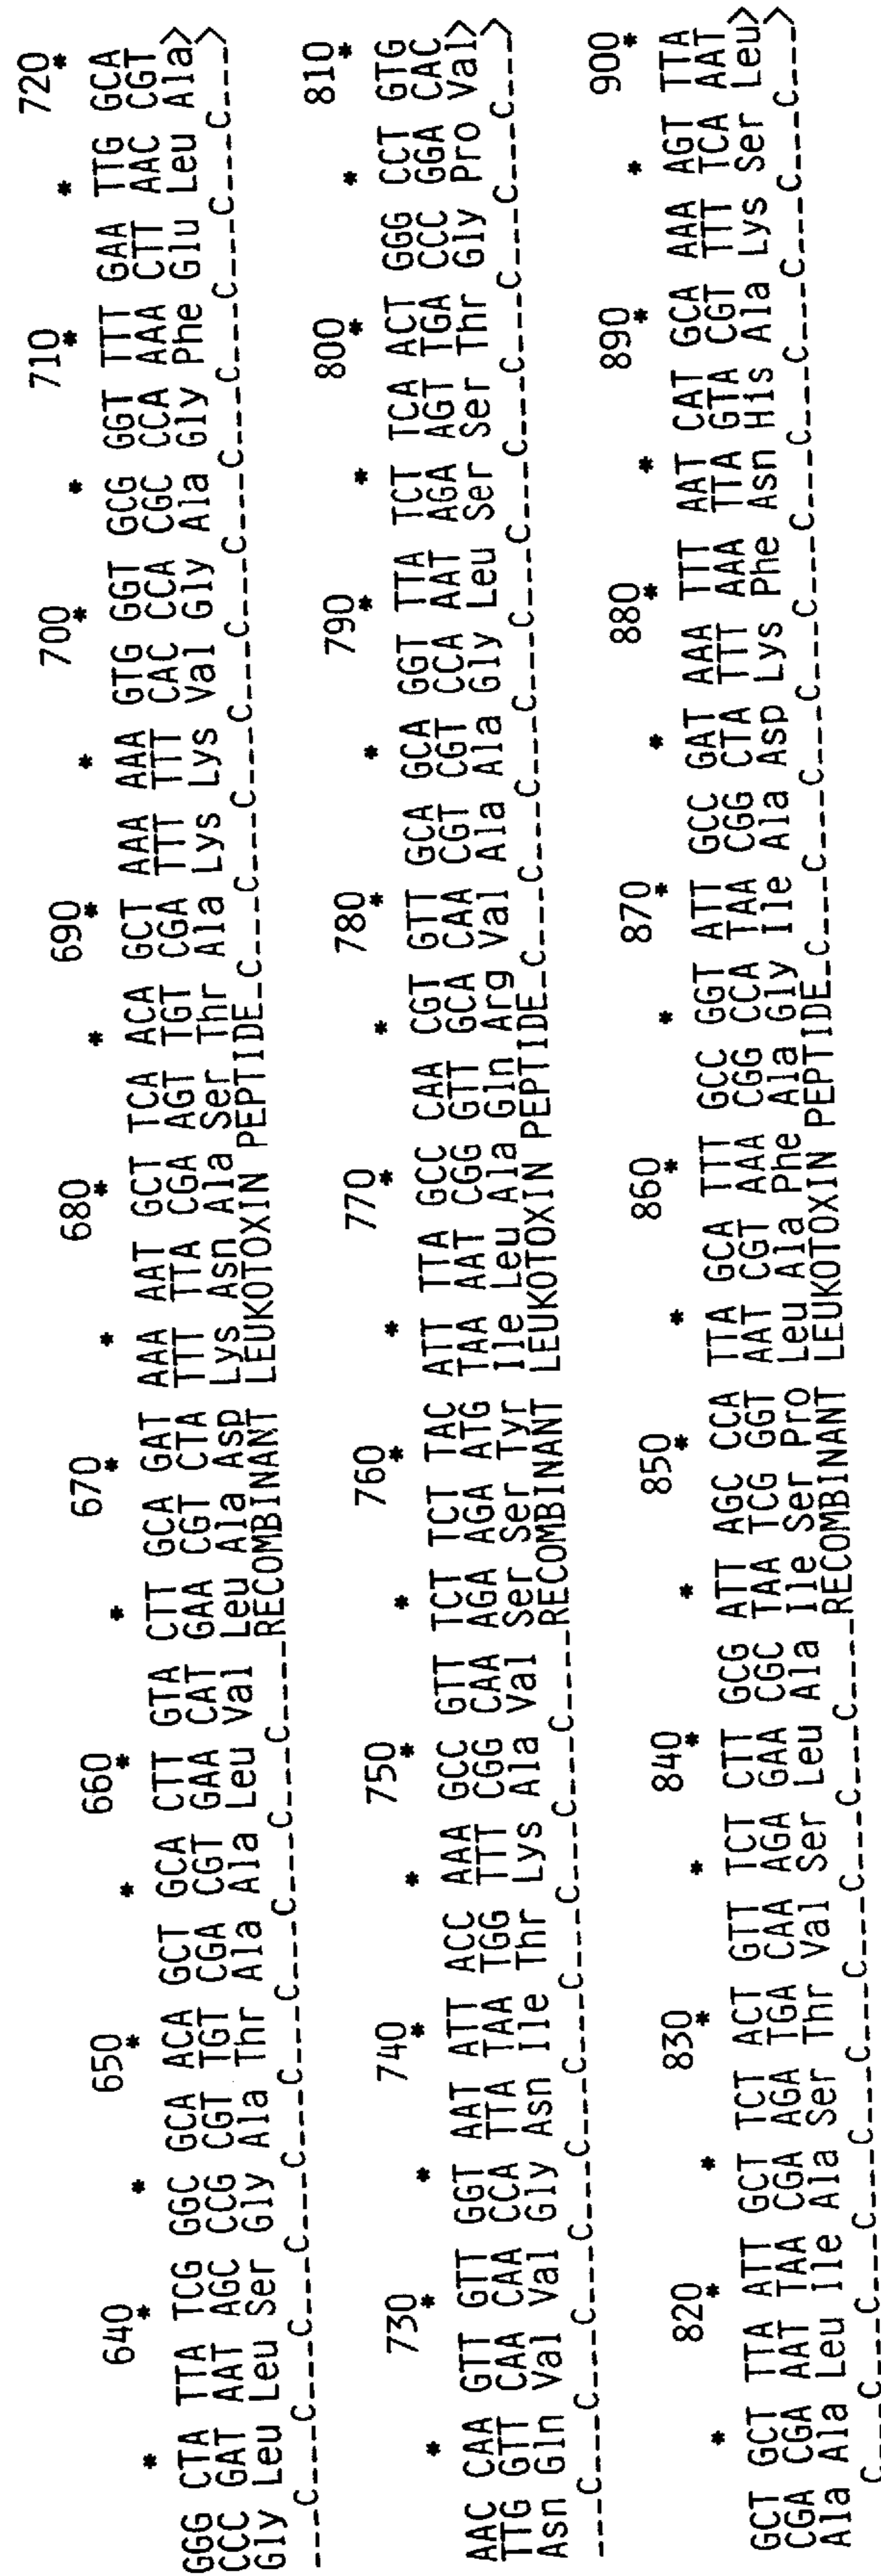 640 650 660 670 680 690 700 710 720
* * * * * * * * * * * * * * * * * *
GGG CTA TTA TCG GGC GCA ACA GCT GCA CTT GTA CTT GCA GAT AAA AAT GCT TCA ACA GCT AAA AAA GTG GGT GCG GGT TTT GAA TTG GCA
CCC GAT AAT AGC CCG CGT TGT CGA CGT GAA CAT GAA CGT CTA TTT TTA CGA AGT TGT CGA TTT TTT CAC CCA CGC CCA AAA CTT AAC CGT
Gly Leu Leu Ser Gly Ala Thr Ala Ala Leu Val Leu Ala Asp Lys Asn Ala Ser Thr Ala Lys Lys Val Gly Ala Gly Phe Glu Leu Ala>
___C____C____C____C____C____C____C____C____RECOMBINANT LEUKOTOXIN PEPTIDE_C____C____C____C____C____C____C____C____C____>
730 740 750 760 770 780 790 800 810
* * * * * * * * * * * * * * * * * *
AAC CAA GTT GTT GGT AAT ATT ACC AAA GCC GTT TCT TCT TAC ATT TTA GCC CAA CGT GTT GCA GCA GGT TTA TCT TCA ACT GGG CCT GTG
TTG GTT CAA CAA CCA TTA TAA TGG TTT CGG CAA AGA AGA ATG TAA AAT CGG GTT GCA CAA CGT CGT CCA AAT AGA AGT TGA CCC GGA CAC
Asn Gln Val Val Gly Asn Ile Thr Lys Ala Val Ser Ser Tyr Ile Leu Ala Gln Arg Val Ala Ala Gly Leu Ser Ser Thr Gly Pro Val>
___C____C____C____C____C____C____C____C____RECOMBINANT LEUKOTOXIN PEPTIDE_C____C____C____C____C____C____C____C____C____>
820 830 840 850 860 870 880 890 900
* * * * * * * * * * * * * * * * * *
GCT GCT TTA ATT GCT TCT ACT GTT TCT CTT GCG ATT AGC CCA TTA GCA TTT GCC GGT ATT GCC GAT AAA TTT AAT CAT GCA AAA AGT TTA
CGA CGA AAT TAA CGA AGA TGA CAA AGA GAA CGC TAA TCG GGT AAT CGT AAA CGG CCA TAA CGG CTA TTT AAA TTA GTA CGT TTT TCA AAT
Ala Ala Leu Ile Ala Ser Thr Val Ser Leu Ala Ile Ser Pro Leu Ala Phe Ala Gly Ile Ala Asp Lys Phe Asn His Ala Lys Ser Leu>
C____C____C____C____C____C____C____C____RECOMBINANT LEUKOTOXIN PEPTIDE_C____C____C____C____C____C____C____C____C____>